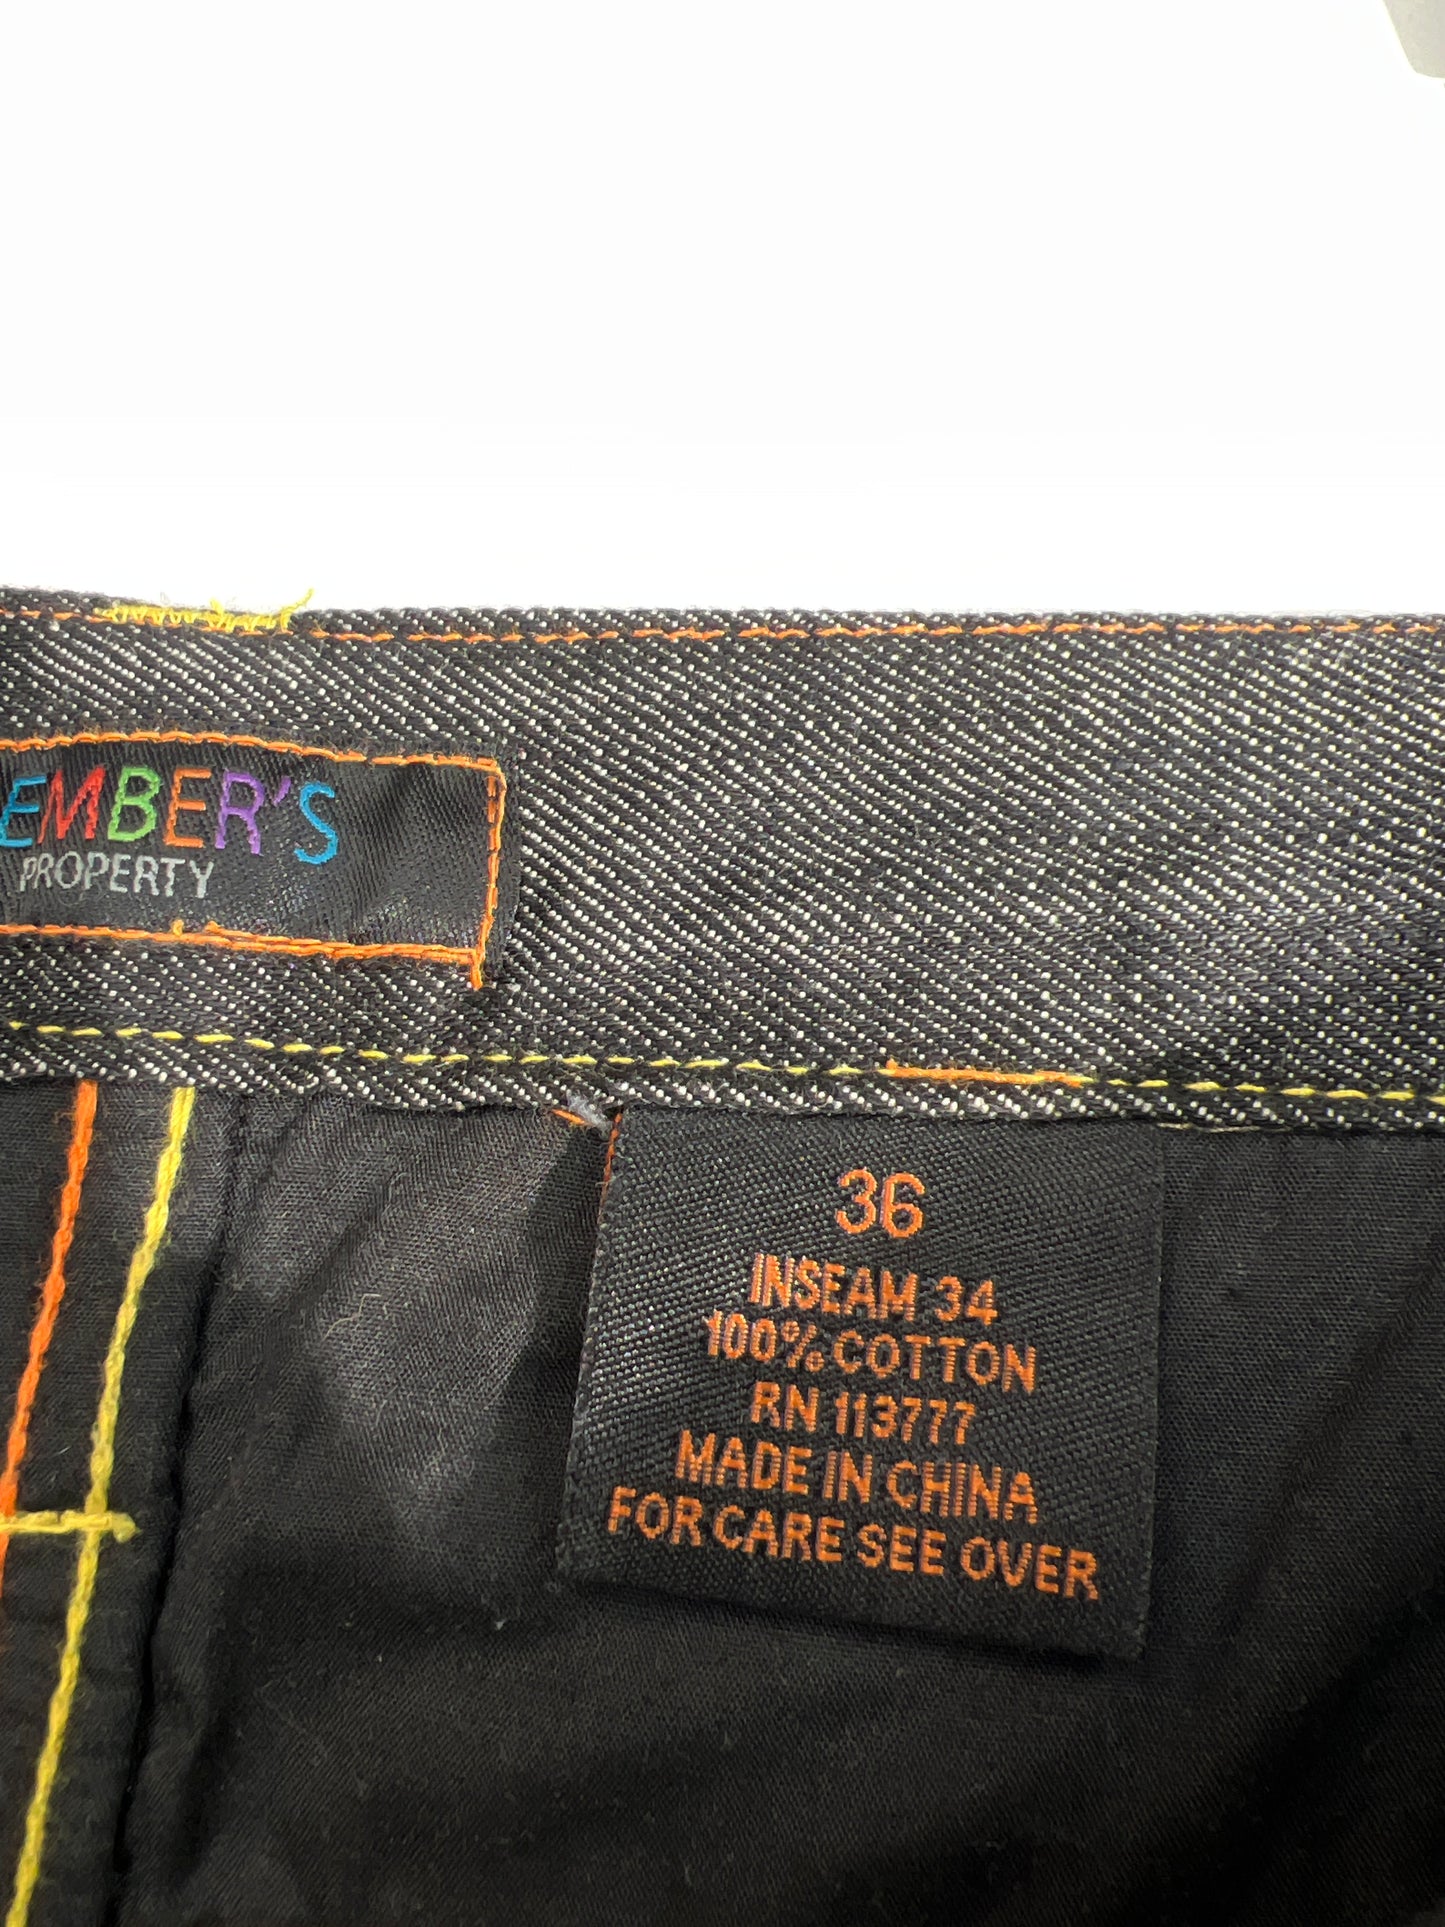 EMBER'S
PROPERTY
36
INSEAM 34
100% COTTON
RN 113777
MADE IN CHINA
FOR CARE SEE OVER